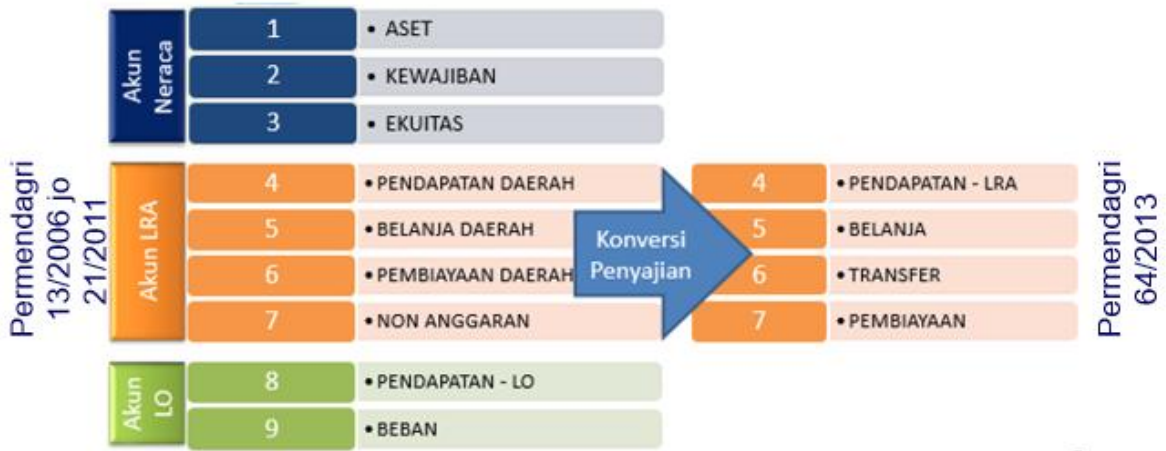 Permendagri
13/2006 jo
21/2011
Akun
Neraca
1 • ASET
2 • KEWAJIBAN
3 • EKUITAS
Akun LRA
4 • PENDAPATAN DAERAH
5 • BELANJA DAERAH
6 • PEMBIAYAAN DAERAH
7 • NON ANGGARAN
Konversi
Penyajian
4 • PENDAPATAN - LRA
5 • BELANJA
6 • TRANSFER
7 • PEMBIAYAAN
Permendagri
64/2013
Akun
LO
8 • PENDAPATAN - LO
9 • BEBAN